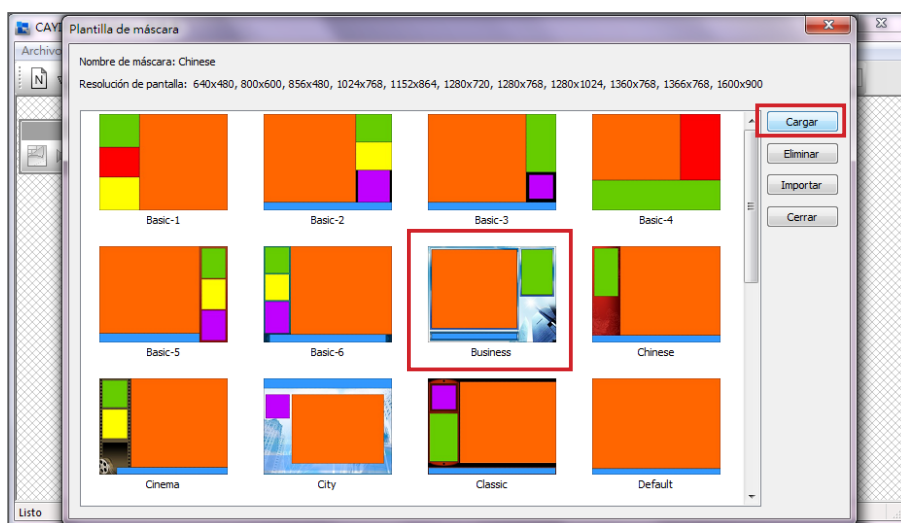 CAYI
Plantilla de máscara
Archivo
Nombre de máscara: Chinese
Resolución de pantalla: 640x480, 800x600, 856x480, 1024x768, 1152x864, 1280x720, 1280x768, 1280x1024, 1360x768, 1366x768, 1600x900
N
Cargar
Eliminar
Importar
Cerrar
Basic-1
Basic-2
Basic-3
Basic-4
Basic-5
Basic-6
Business
Chinese
Cinema
City
Classic
Default
Listo